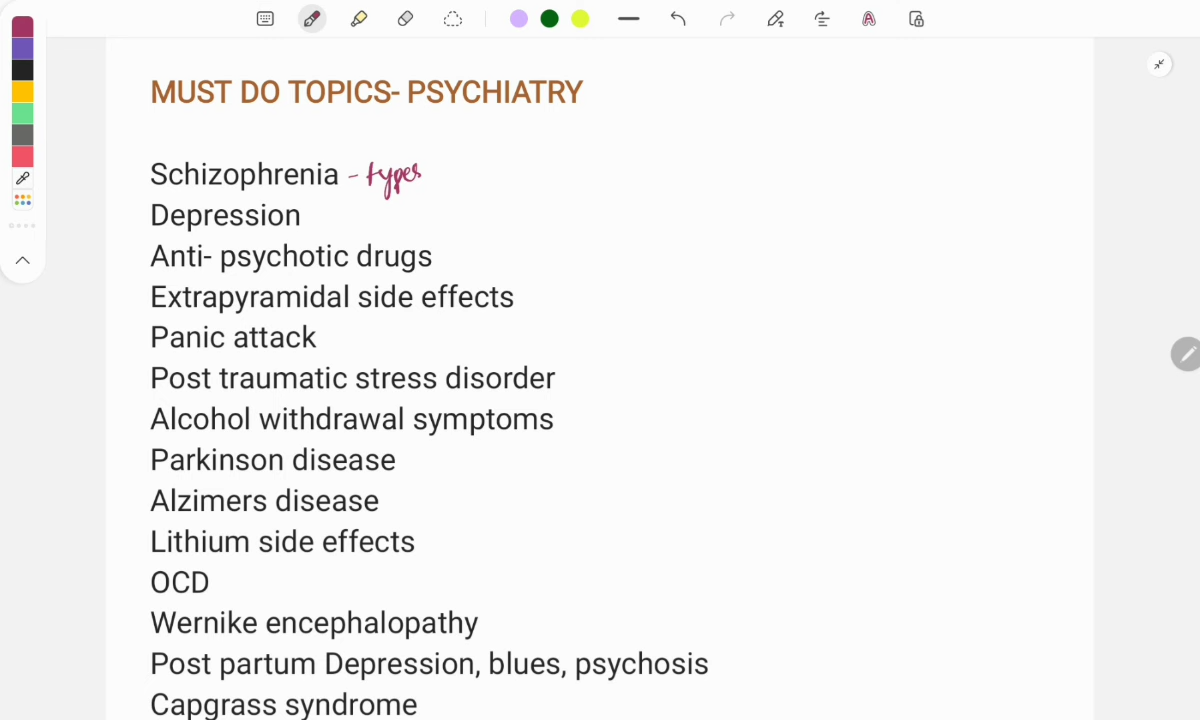 MUST DO TOPICS- PSYCHIATRY
Schizophrenia - types
Depression
Anti- psychotic drugs
Extrapyramidal side effects
Panic attack
Post traumatic stress disorder
Alcohol withdrawal symptoms
Parkinson disease
Alzimers disease
Lithium side effects
OCD
Wernike encephalopathy
Post partum Depression, blues, psychosis
Capgrass syndrome